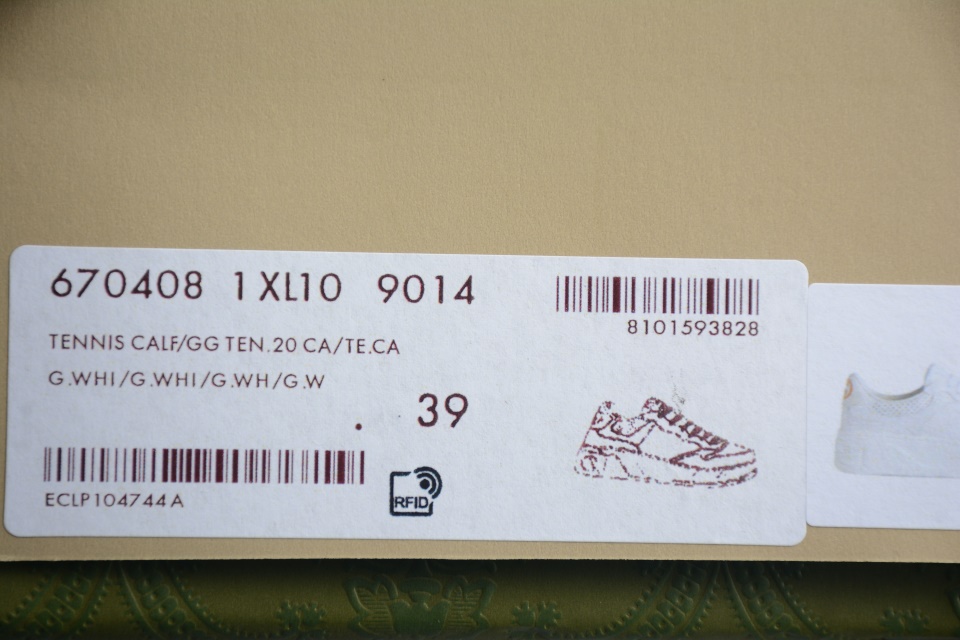 670408 1XL10 9014
8101593828
TENNIS CALF/GG TEN.20 CA/TE.CA
G.WHI/G.WHI/G.WH/G.W
. 39
ECLP104744A
RFID